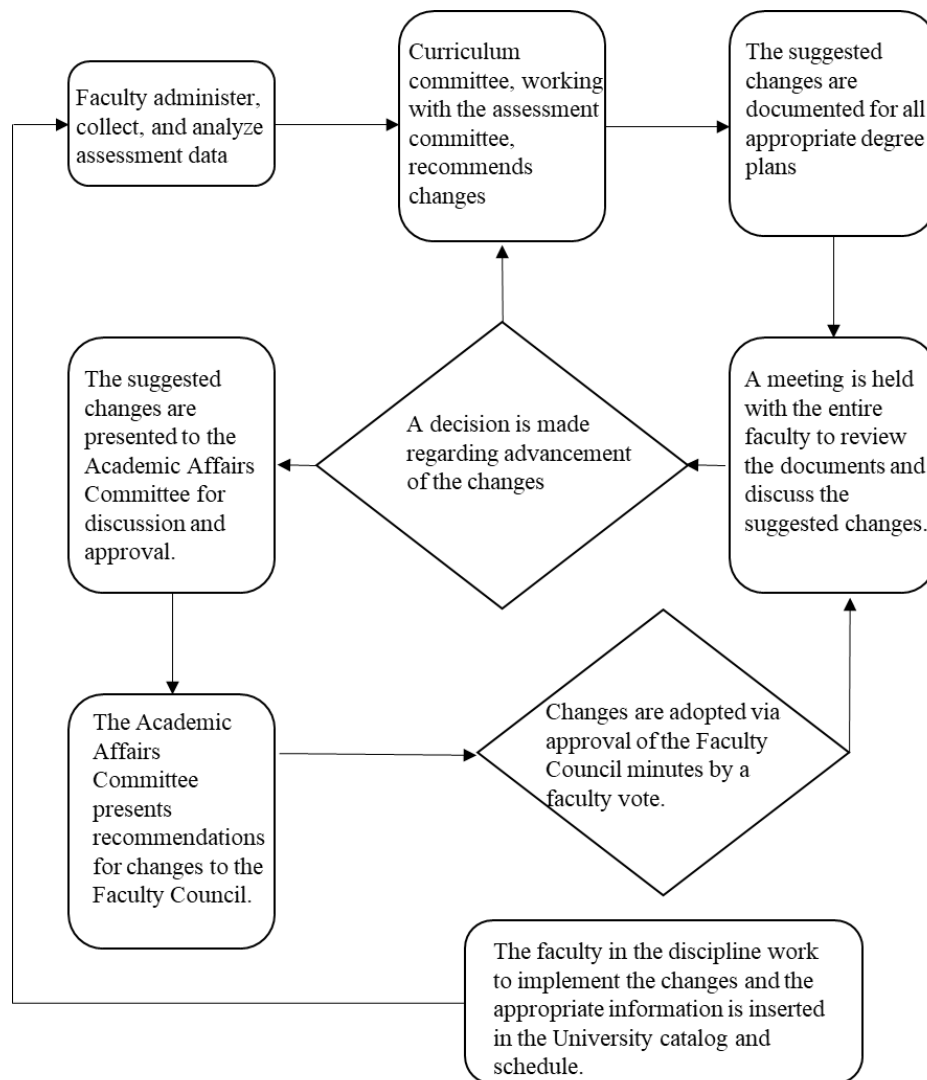 Faculty administer,
collect, and analyze
assessment data
Curriculum
committee, working
with the assessment
committee,
recommends
changes
The suggested
changes are
documented for all
appropriate degree
plans
The suggested
changes are
presented to the
Academic Affairs
Committee for
discussion and
approval.
A decision is made
regarding advancement
of the changes
A meeting is held
with the entire
faculty to review
the documents and
discuss the
suggested changes.
The Academic
Affairs
Committee
presents
recommendations
for changes to the
Faculty Council.
Changes are adopted via
approval of the Faculty
Council minutes by a
faculty vote.
The faculty in the discipline work
to implement the changes and the
appropriate information is inserted
in the University catalog and
schedule.